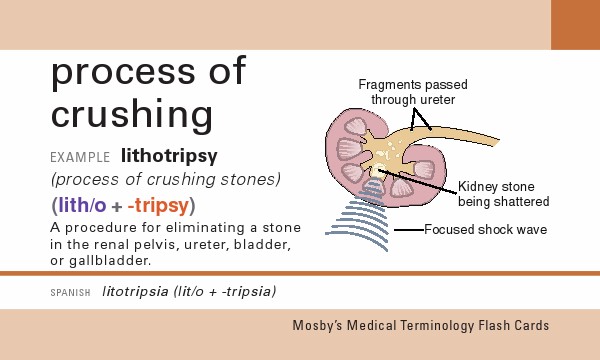 process of
crushing
EXAMPLE lithotripsy
(process of crushing stones)
(lith/o + -tripsy)
A procedure for eliminating a stone
in the renal pelvis, ureter, bladder,
or gallbladder.
Fragments passed
through ureter
Kidney stone
being shattered
Focused shock wave
SPANISH litotripsia (lit/o + -tripsia)
Mosby's Medical Terminology Flash Cards